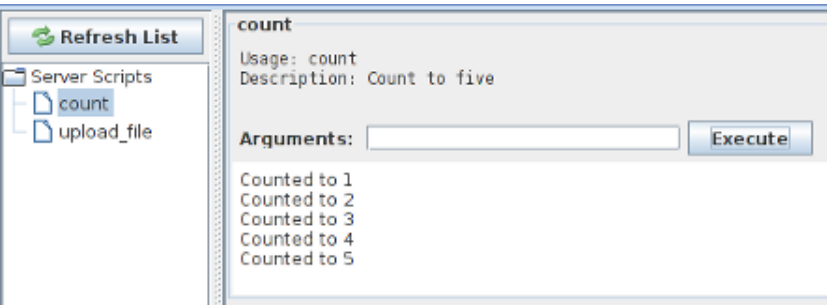 Refresh List
Server Scripts
count
upload_file
count
Usage: count
Description: Count to five
Arguments:
Execute
Counted to 1
Counted to 2
Counted to 3
Counted to 4
Counted to 5